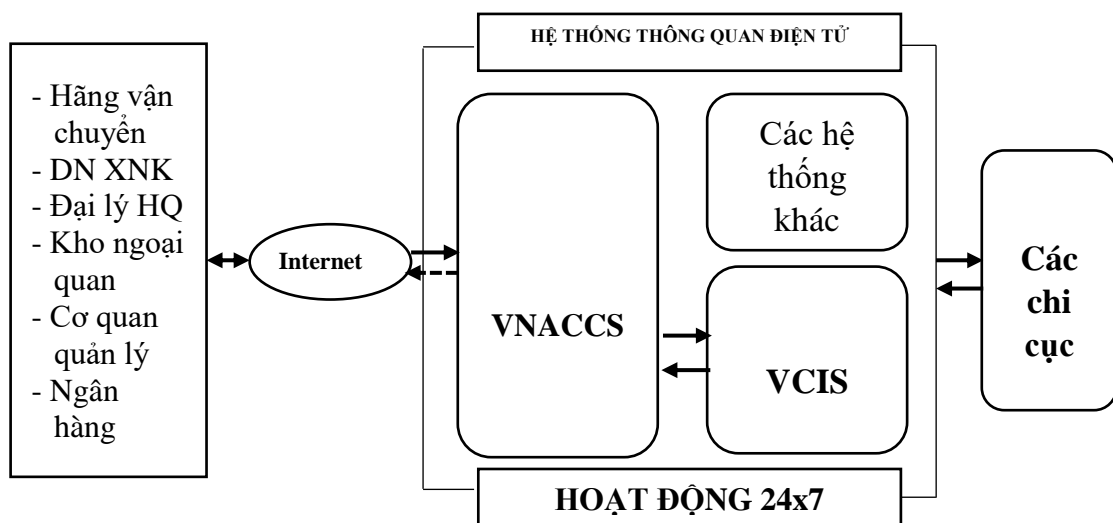 HỆ THỐNG THÔNG QUAN ĐIỆN TỬ
- Hãng vận
chuyển
- DN XNK
- Đại lý HQ
- Kho ngoại
quan
- Cơ quan
quản lý
- Ngân
hàng
Internet
VNACCS
Các hệ
thống
khác
VCIS
Các
chi
cục
HOẠT ĐỘNG 24x7